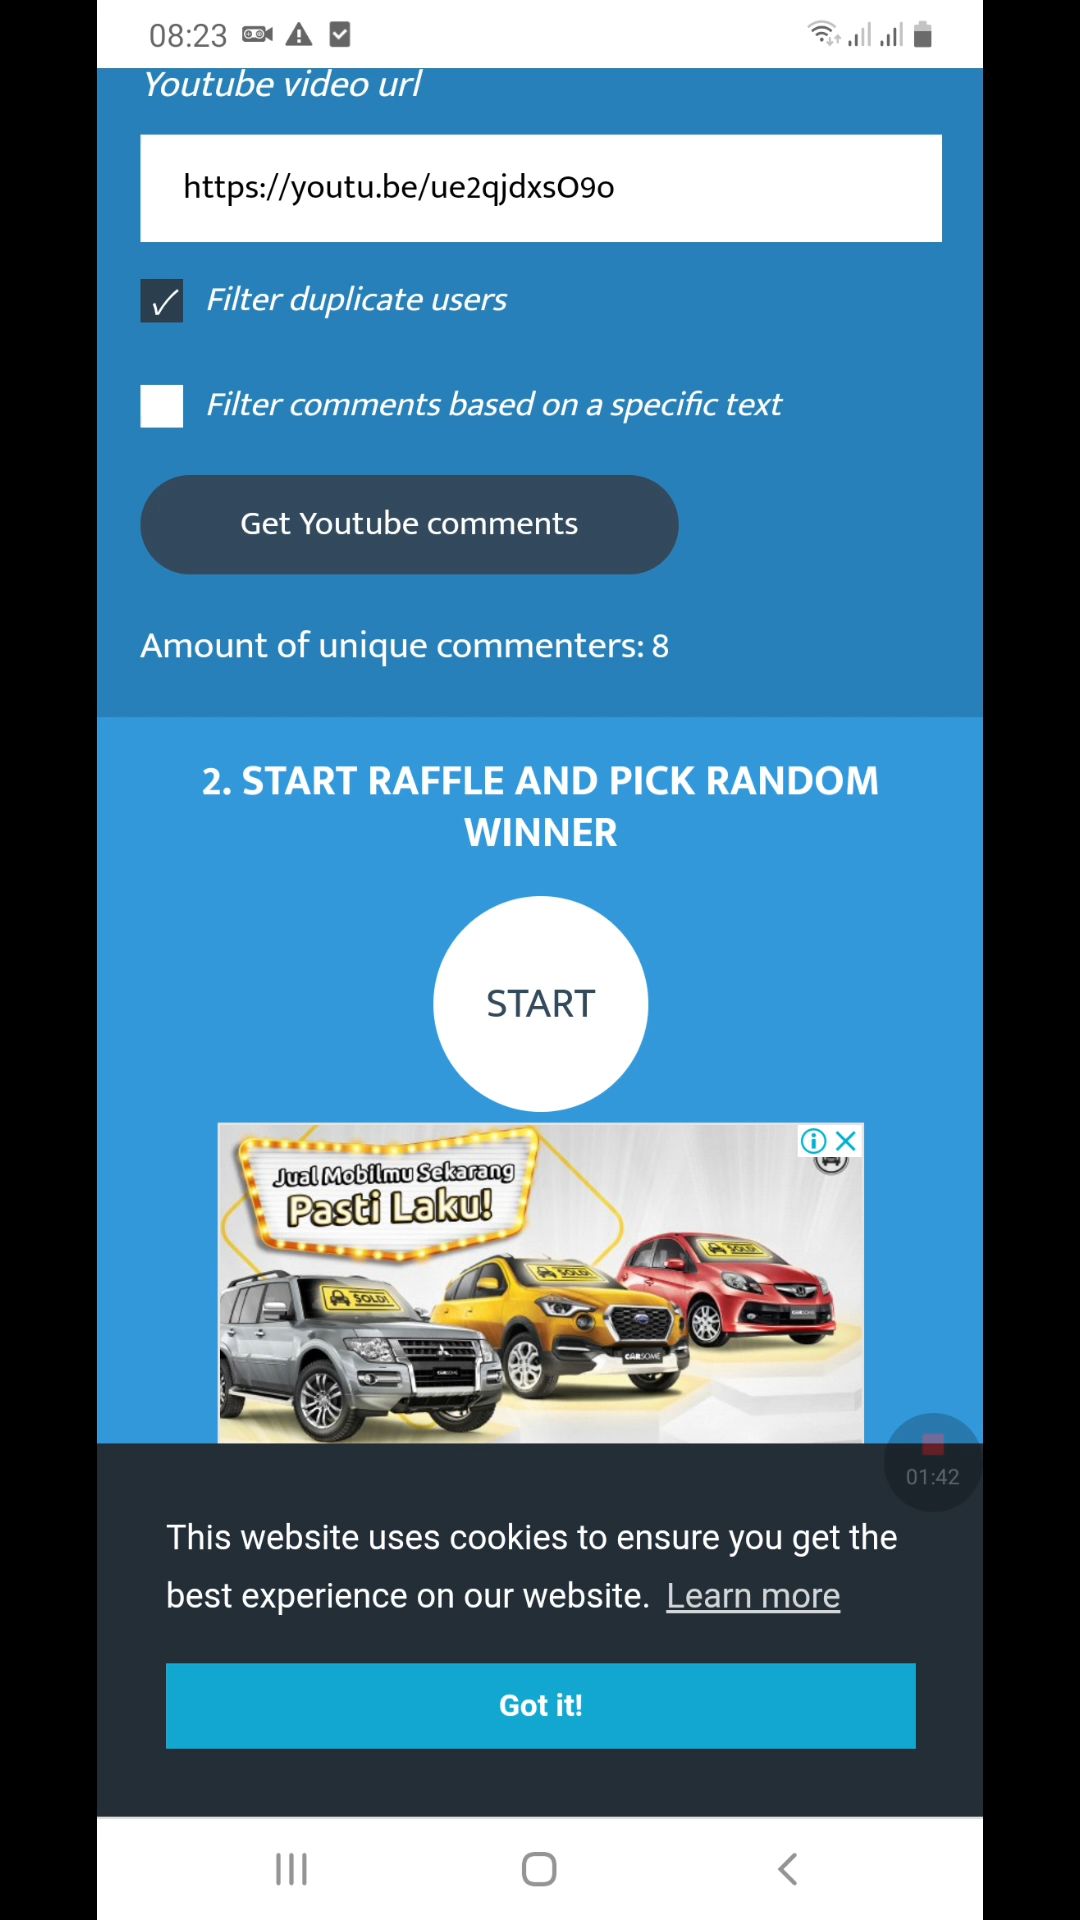 08:23
Youtube video url
https://youtu.be/ue2qjdxsO9o
Filter duplicate users
Filter comments based on a specific text
Get Youtube comments
Amount of unique commenters: 8
2. START RAFFLE AND PICK RANDOM
WINNER
START
Jual Mobilmu Sekarang
Pasti Laku!
SOLD!
SOLD!
SOLD!
CARSOME
CARSOME
CARSOME
01:42
This website uses cookies to ensure you get the
best experience on our website. Learn more
Got it!